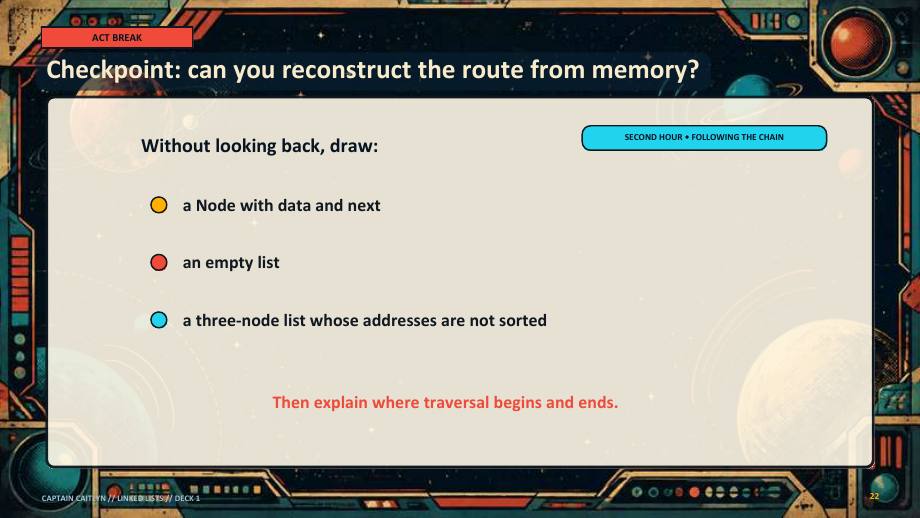 ACT BREAK
Checkpoint: can you reconstruct the route from memory?
Without looking back, draw:
SECOND HOUR • FOLLOWING THE CHAIN
a Node with data and next
an empty list
a three-node list whose addresses are not sorted
Then explain where traversal begins and ends.
CAPTAIN CAITLYN // LINKED LISTS // DECK 1
22